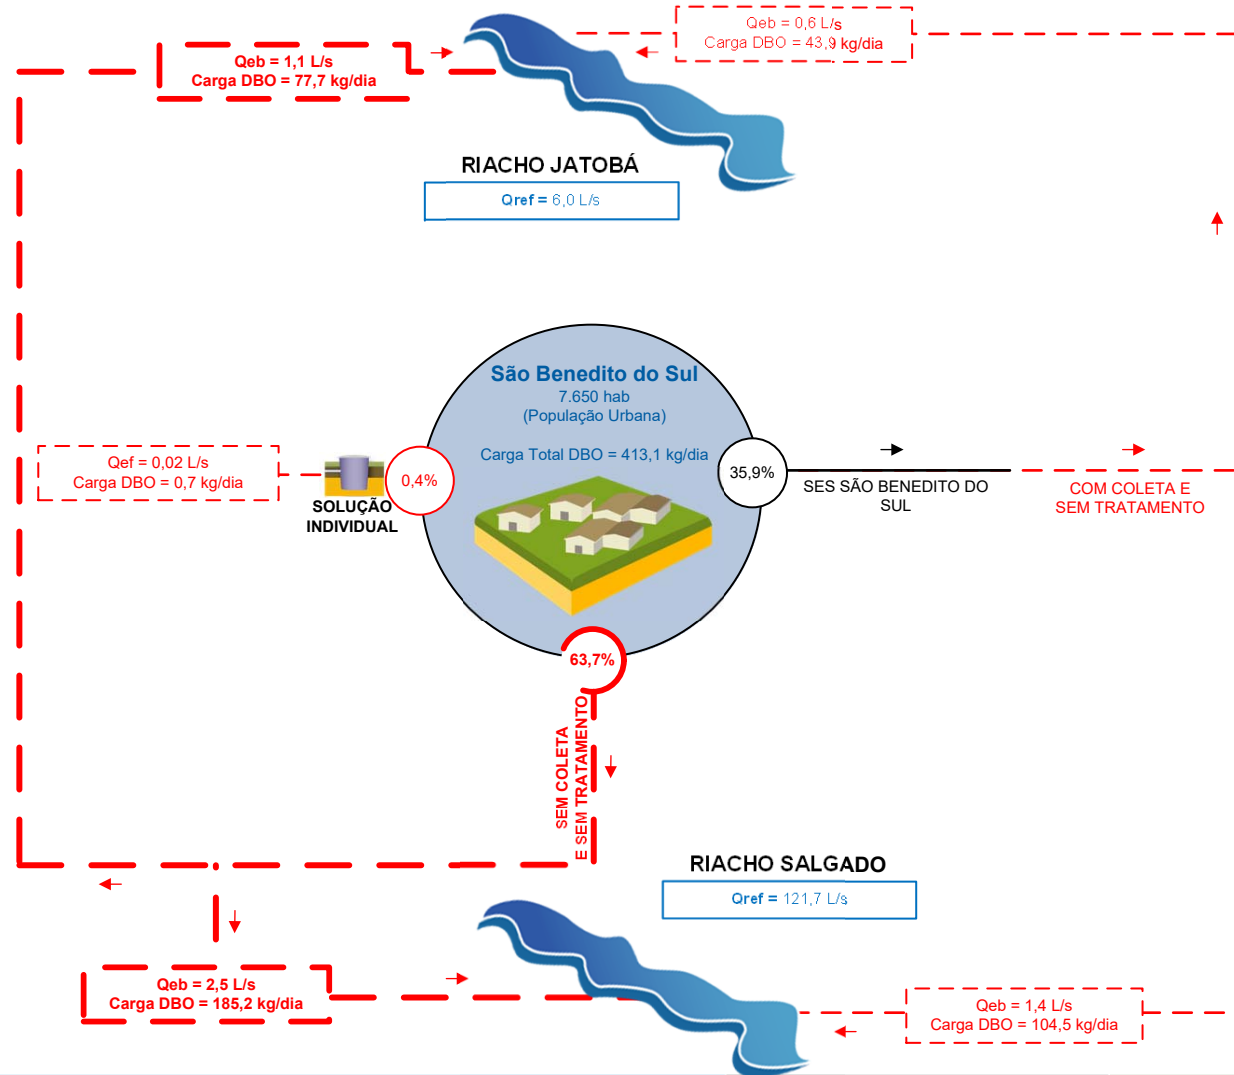 Qeb = 0,6 L/s
Carga DBO = 43,9 kg/dia
Qeb = 1,1 L/s
Carga DBO = 77,7 kg/dia
RIACHO JATOBÁ
Qref = 6,0 L/s
São Benedito do Sul
7.650 hab
(População Urbana)
Carga Total DBO = 413,1 kg/dia
Qef = 0,02 L/s
Carga DBO = 0,7 kg/dia
SOLUÇÃO
INDIVIDUAL
0,4%
35,9%
SES SÃO BENEDITO DO
SUL
COM COLETA E
SEM TRATAMENTO
63,7%
SEM COLETA
E SEM TRATAMENTO
RIACHO SALGADO
Qref = 121,7 L/s
Qeb = 2,5 L/s
Carga DBO = 185,2 kg/dia
Qeb = 1,4 L/s
Carga DBO = 104,5 kg/dia